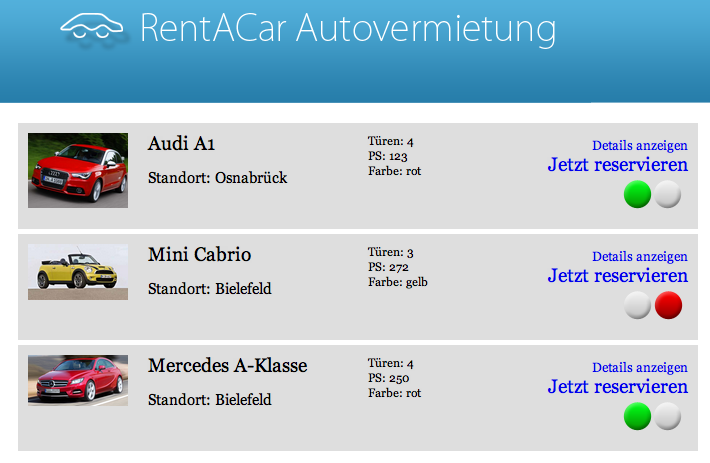 RentACar Autovermietung
Audi A1
Standort: Osnabrück
Türen: 4
PS: 123
Farbe: rot
Details anzeigen
Jetzt reservieren
Mini Cabrio
Standort: Bielefeld
Türen: 3
PS: 272
Farbe: gelb
Details anzeigen
Jetzt reservieren
Mercedes A-Klasse
Standort: Bielefeld
Türen: 4
PS: 250
Farbe: rot
Details anzeigen
Jetzt reservieren